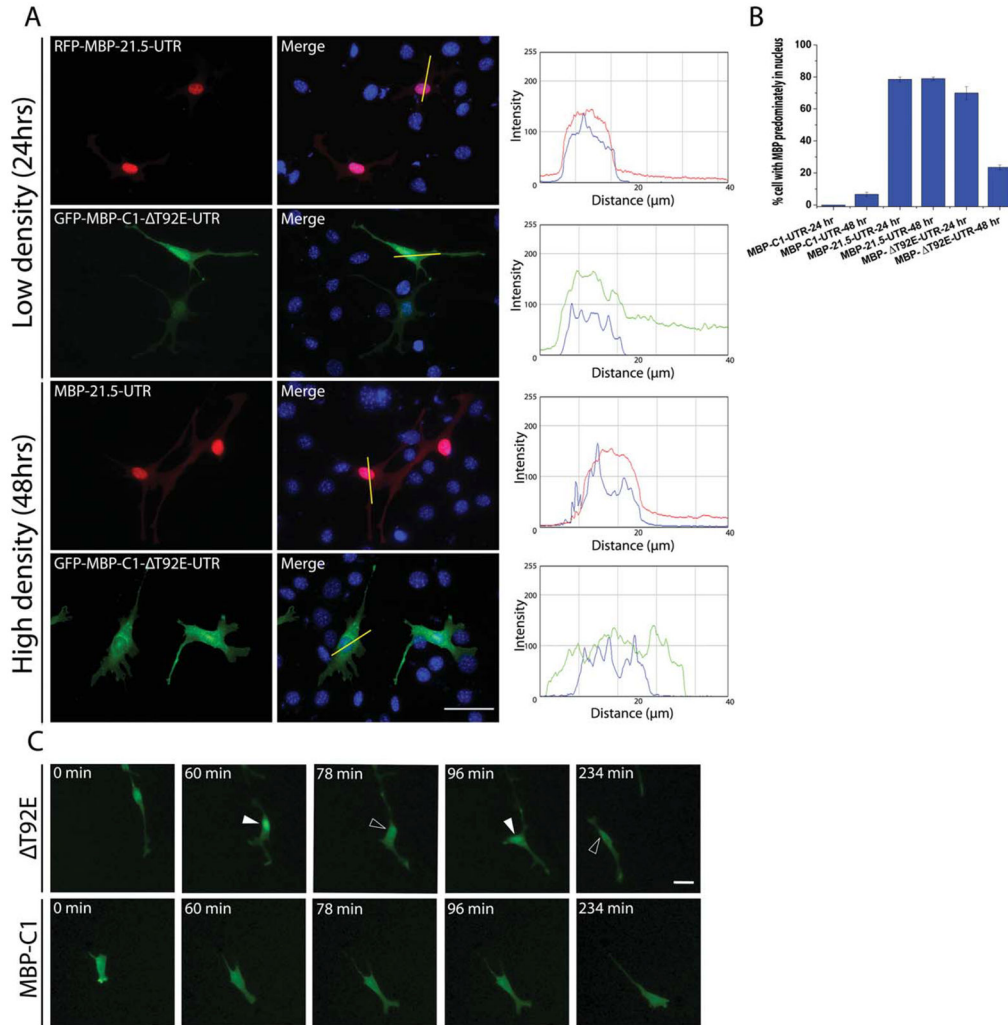 A
B
Low density (24hrs)
RFP-MBP-21.5-UTR
Merge
255
200
100
0
Intensity
20
40
Distance (μm)
GFP-MBP-C1-ΔT92E-UTR
Merge
255
200
100
0
Intensity
20
40
Distance (μm)
High density (48hrs)
MBP-21.5-UTR
Merge
255
200
100
0
Intensity
20
40
Distance (μm)
GFP-MBP-C1-ΔT92E-UTR
Merge
255
200
100
0
Intensity
20
40
Distance (μm)
% cell with MBP predominately in nucleus
100
80
60
40
20
0
MBP-C1-UTR-24 hr
MBP-C1-UTR-48 hr
MBP-21.5-UTR-24 hr
MBP-21.5-UTR-48 hr
MBP- ΔT92E-UTR-24 hr
MBP- ΔT92E-UTR-48 hr
C
ΔT92E
0 min
60 min
78 min
96 min
234 min
MBP-C1
0 min
60 min
78 min
96 min
234 min